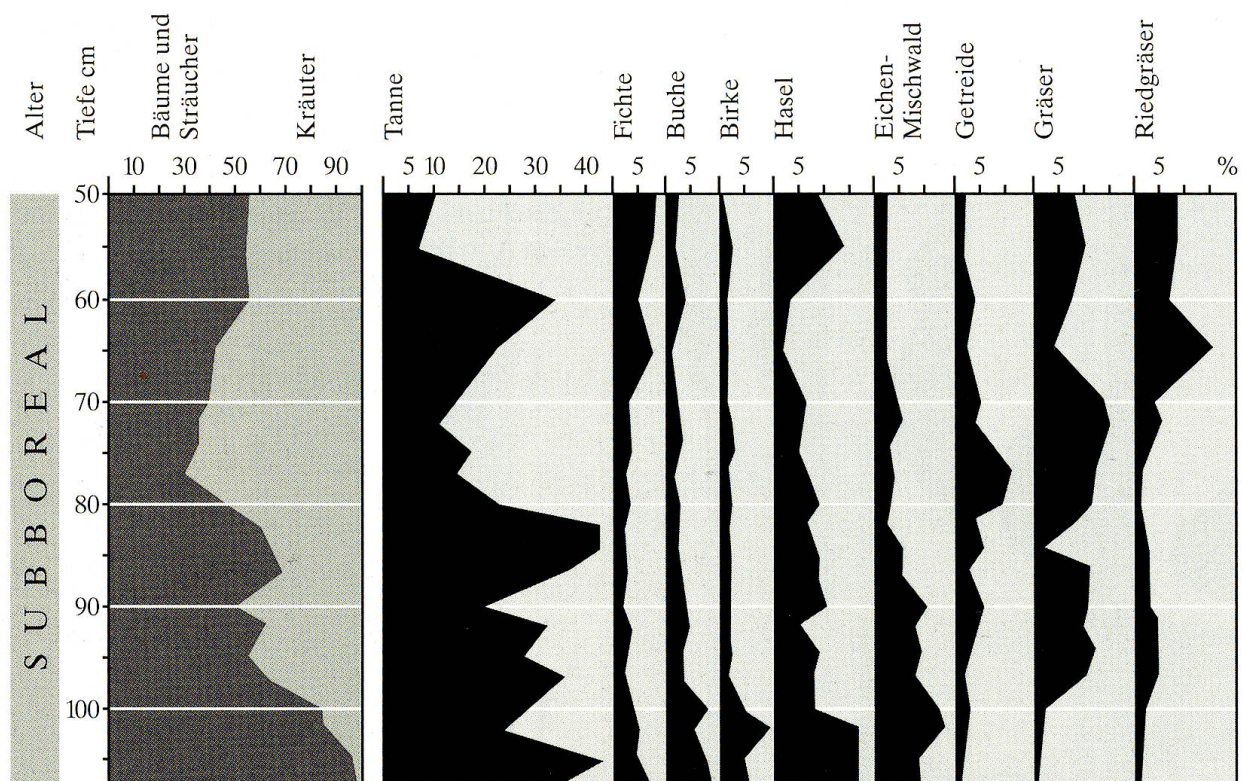 Alter
Tiefe cm
Bäume und
Sträucher
Kräuter
Tanne
Fichte
Buche
Birke
Hasel
Eichen-
Mischwald
Getreide
Gräser
Riedgräser
10 30 50 70 90 5 10 20 30 40 5 5 5 5 5 5 5 5 %
50
60
70
80
90
100
SUBBOREAL